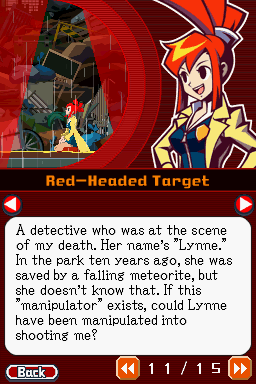 Red-Headed Target
A detective who was at the scene
of my death. Her name's "Lynne."
In the park ten years ago, she was
saved by a falling meteorite, but
she doesn't know that. If this
"manipulator" exists, could Lynne
have been manipulated into
shooting me?
Back
11/15